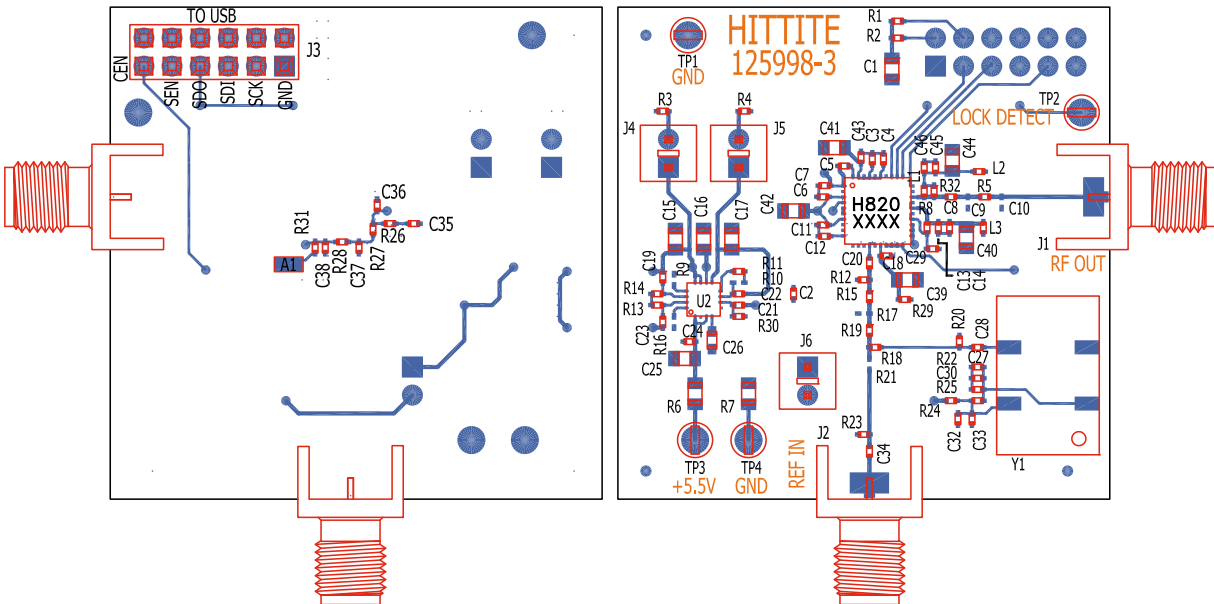 TO USB
J3
CEN
SEN
SDO
SDI
SCK
GND
C36
C35
R26
R31
A1
C38
R28
C37
R27
HITTITE
125998-3
TP1
GND
R1
R2
C1
TP2
LOCK DETECT
R3
R4
J4
J5
C41
C43
C3
C4
C46
C45
C44
L1
L2
C5
C7
C6
C42
C11
C12
H820
XXXX
R32
R8
C8
R5
C9
C10
L3
C40
C13
C14
J1
RF OUT
C15
C16
C17
C20
C18
C29
C39
R12
R15
R17
R29
R19
C19
R9
R11
R10
R14
R13
U2
C22
C21
C2
R30
C23
R16
C24
C25
C26
J6
R18
R21
R20
C28
R22
C27
C30
R25
R24
C32
C33
Y1
R6
R7
R23
J2
C34
REF IN
TP3
+5.5V
TP4
GND